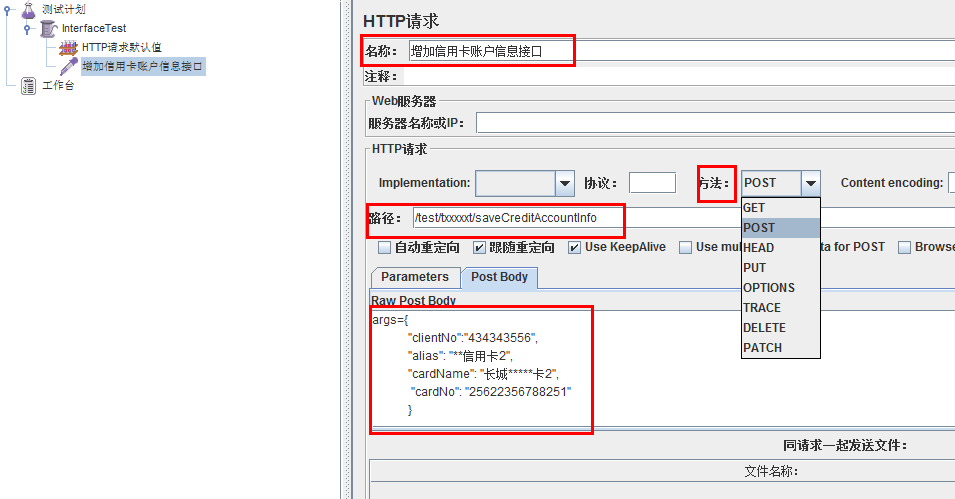 测试计划
InterfaceTest
HTTP请求默认值
增加信用卡账户信息接口
工作台
HTTP请求
名称： 增加信用卡账户信息接口
注释：
Web服务器
服务器名称或IP：
HTTP请求
Implementation: 协议： 方法： POST Content encoding:
GET
POST
HEAD
PUT
OPTIONS
TRACE
DELETE
PATCH
路径： /test/txxxxt/saveCreditAccountInfo
自动重定向 跟随重定向 Use KeepAlive Use mul ta for POST Browse
Parameters Post Body
Raw Post Body
args={
"clientNo":"434343556",
"alias": "**信用卡2",
"cardName": "长城*****卡2",
"cardNo": "25622356788251"
}
同请求一起发送文件：
文件名称：